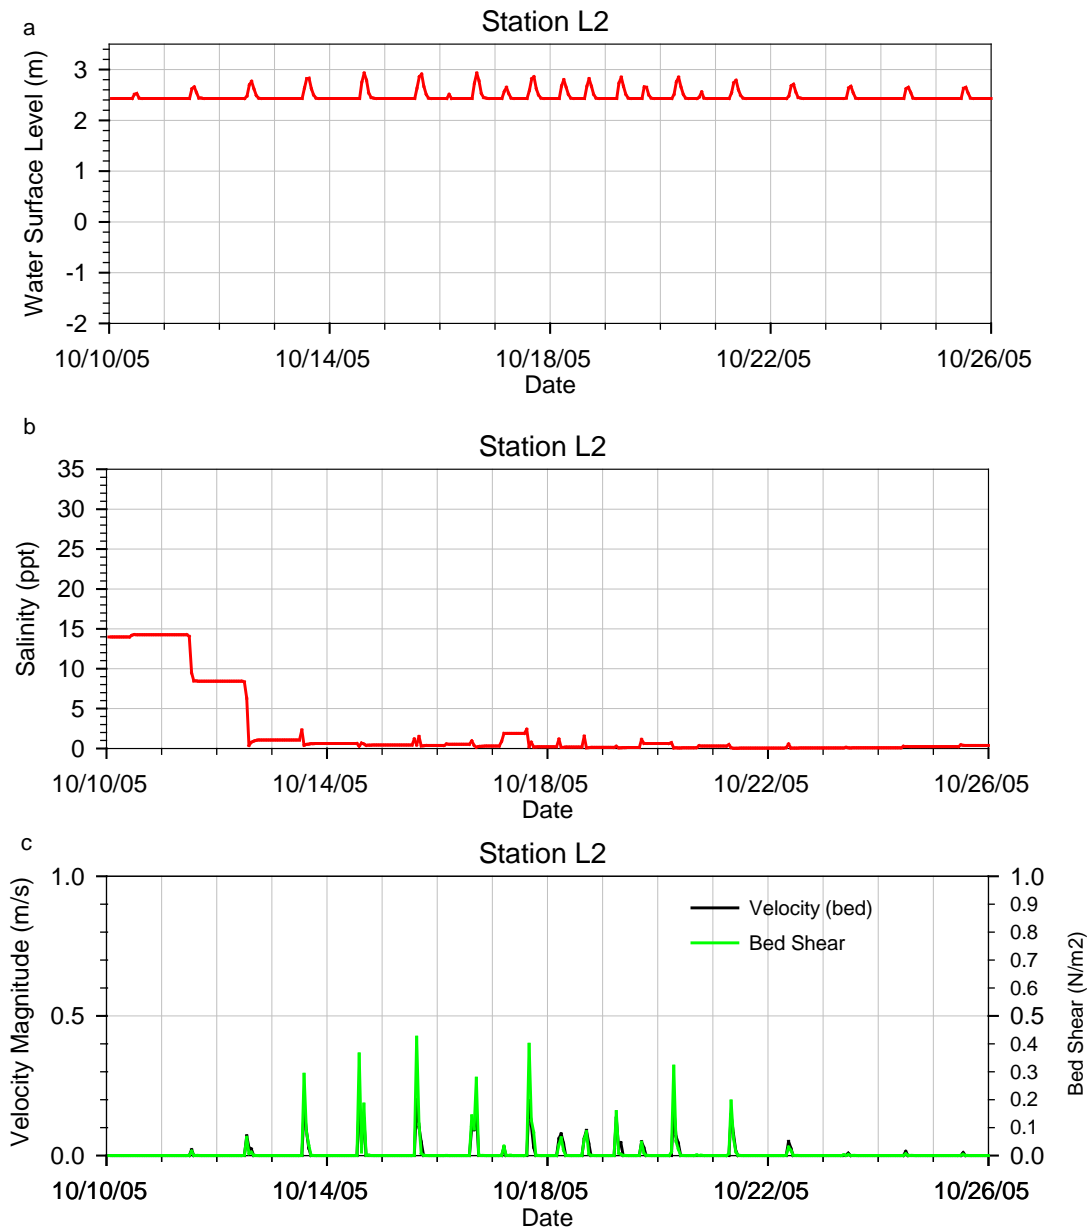 a
Station L2
Water Surface Level (m)
3
2
1
0
-1
-2
10/10/05 10/14/05 10/18/05 10/22/05 10/26/05
Date
b
Station L2
Salinity (ppt)
35
30
25
20
15
10
5
0
10/10/05 10/14/05 10/18/05 10/22/05 10/26/05
Date
c
Station L2
Velocity Magnitude (m/s)
1.0
0.5
0.0
Velocity (bed)
Bed Shear
1.0
0.9
0.8
0.7
0.6
0.5
0.4
0.3
0.2
0.1
0.0
Bed Shear (N/m2)
10/10/05 10/14/05 10/18/05 10/22/05 10/26/05
Date